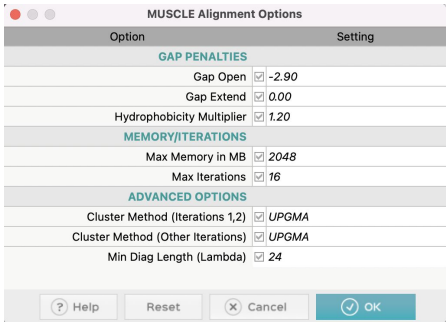 MUSCLE Alignment Options
Option Setting
GAP PENALTIES
Gap Open -2.90
Gap Extend 0.00
Hydrophobicity Multiplier 1.20
MEMORY/ITERATIONS
Max Memory in MB 2048
Max Iterations 16
ADVANCED OPTIONS
Cluster Method (Iterations 1,2) UPGMA
Cluster Method (Other Iterations) UPGMA
Min Diag Length (Lambda) 24
? Help Reset X Cancel ✓ OK